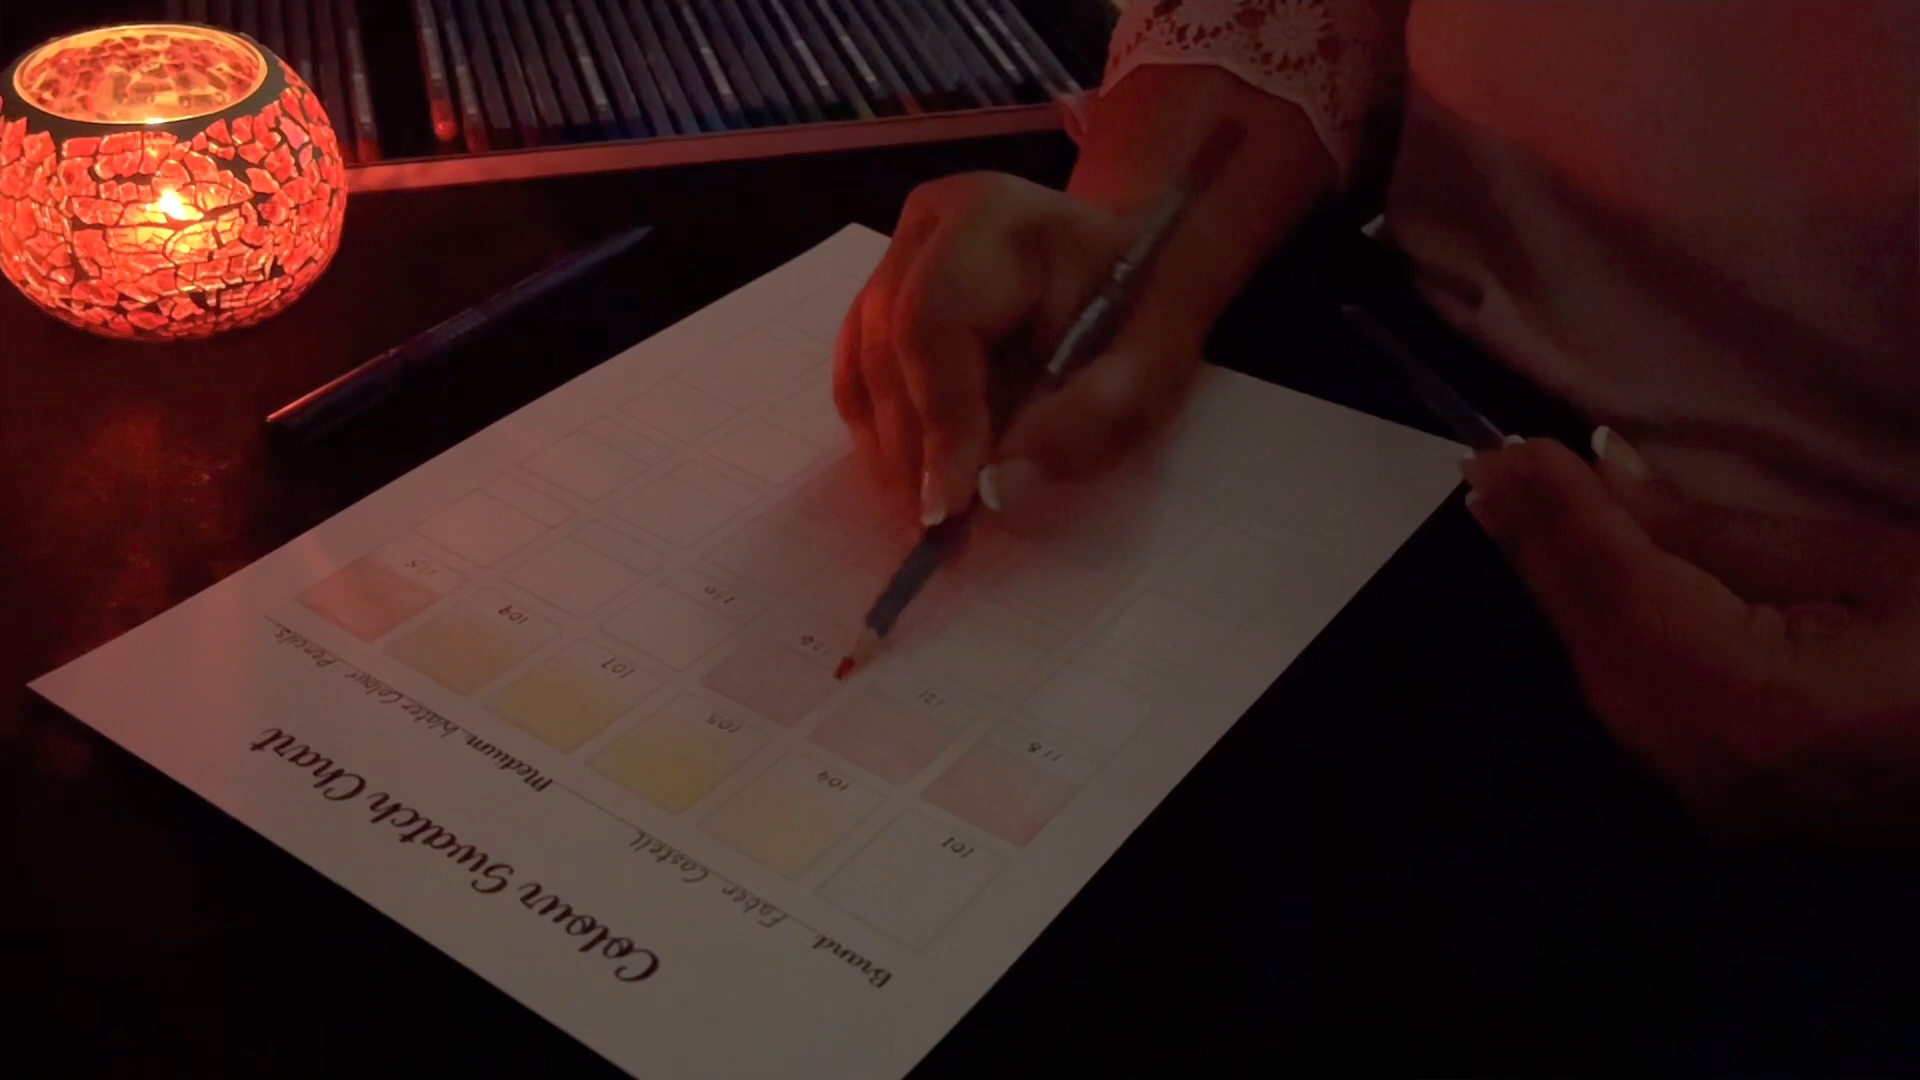 Colour Swatch Chart
Brand Faber Castell Medium Water Colour Pencils
101 104 105 107 109 115
118 121 126 130